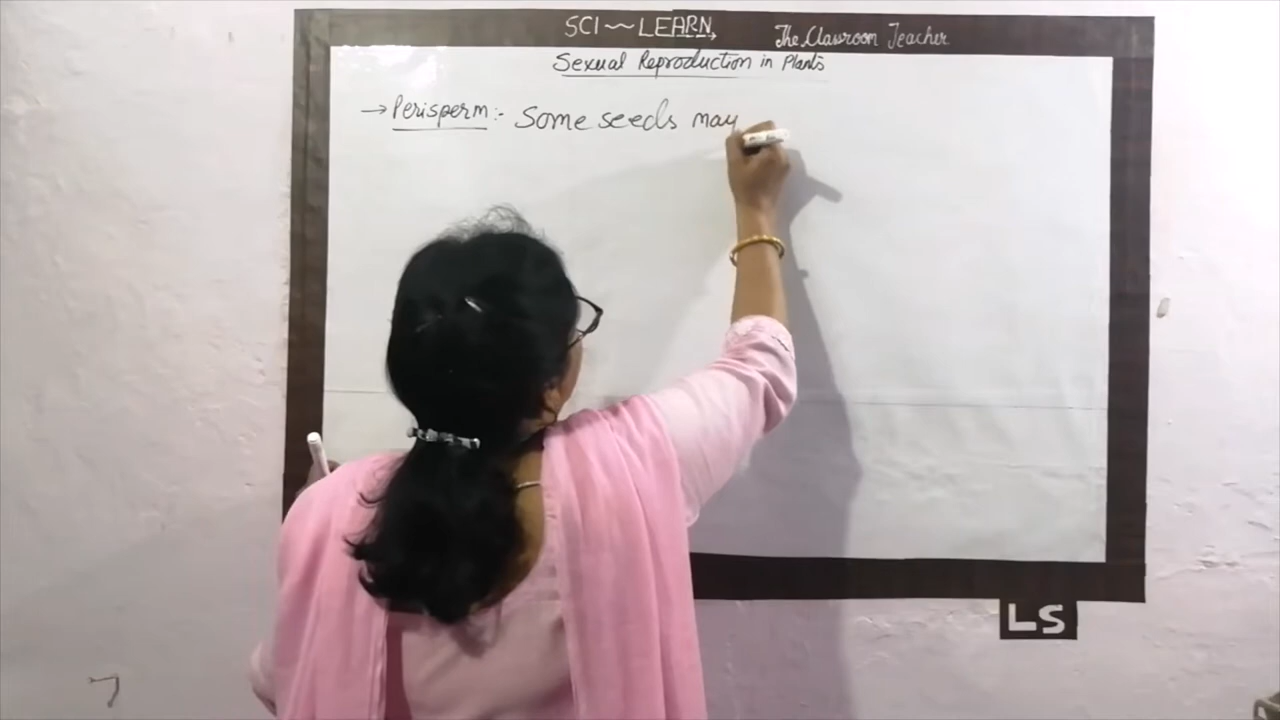 SCI~LEARN The Classroom Teacher
Sexual Reproduction in Plants
→ Perisperm:- Some seeds may
LS